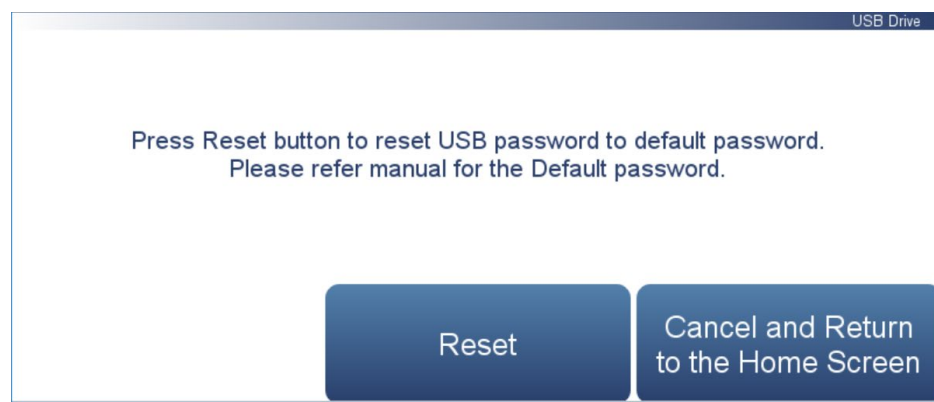 USB Drive
Press Reset button to reset USB password to default password.
Please refer manual for the Default password.
Reset
Cancel and Return
to the Home Screen